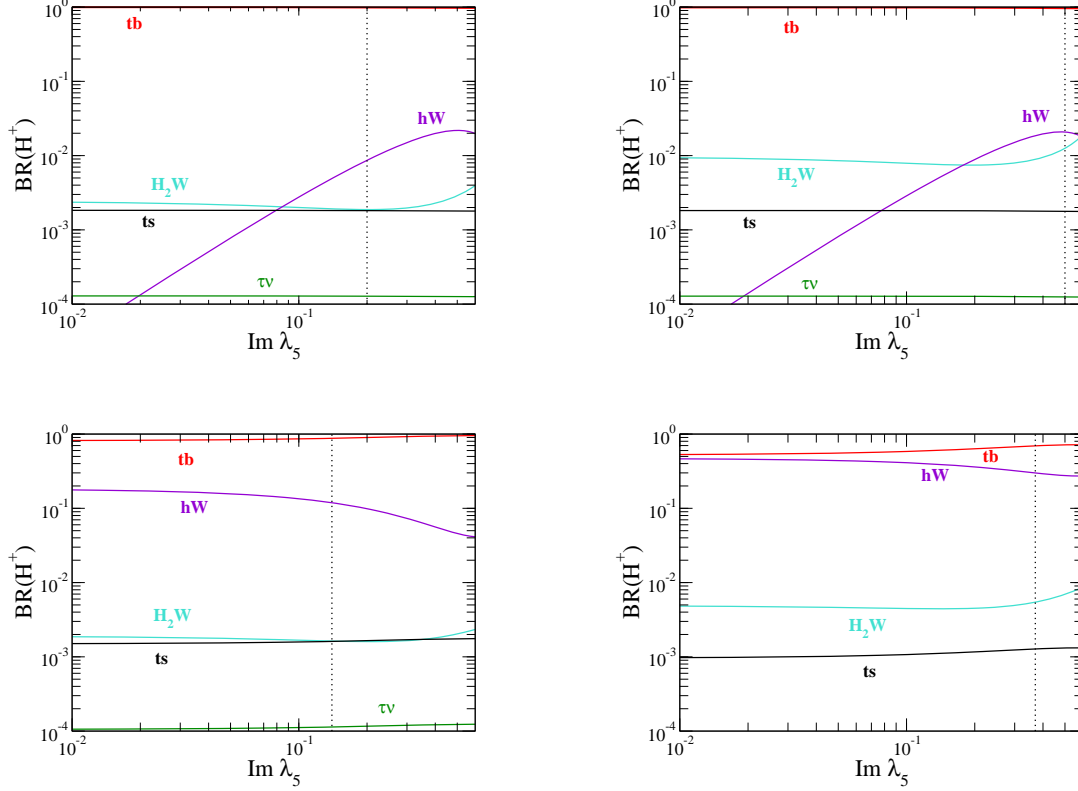 10^0
tb
10^-1
hW
10^-2
H_2W
ts
10^-3
τν
10^-4
10^-2
10^-1
BR(H^+)
Im λ_5
10^0
tb
10^-1
hW
10^-2
H_2W
ts
10^-3
τν
10^-4
10^-2
10^-1
BR(H^+)
Im λ_5
10^0
tb
hW
10^-1
10^-2
H_2W
ts
10^-3
τν
10^-4
10^-2
10^-1
BR(H^+)
Im λ_5
10^0
tb
hW
10^-1
10^-2
H_2W
ts
10^-3
10^-4
10^-2
10^-1
BR(H^+)
Im λ_5